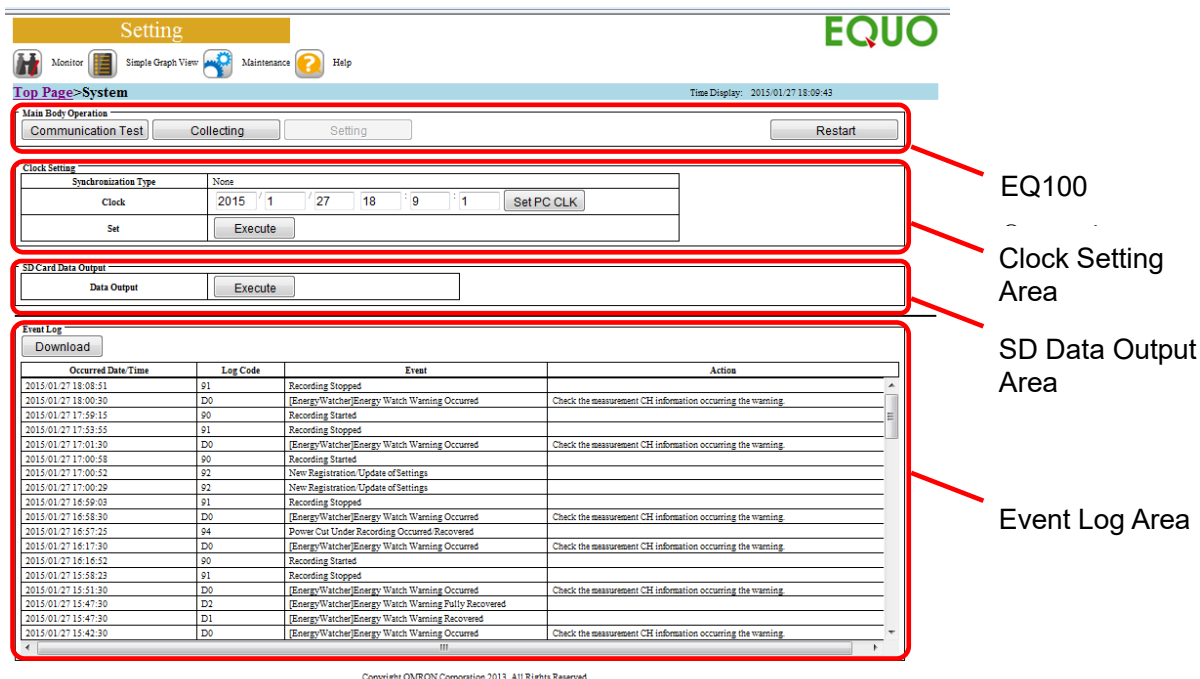 Setting
EQUO
Monitor Simple Graph View Maintenance Help
Top Page>System Time Display: 2015/01/27 18:09:43
Main Body Operation
Communication Test Collecting Setting Restart
EQ100
Clock Setting
Synchronization Type None
Clock 2015 / 1 / 27 18 : 9 : 1 Set PC CLK
Set Execute
Clock Setting
Area
SD Card Data Output
Data Output Execute
SD Data Output
Area
Event Log
Download
Occurred Date/Time Log Code Event Action
2015/01/27 18:08:51 91 Recording Stopped
2015/01/27 18:00:30 D0 [EnergyWatcher]Energy Watch Warning Occurred Check the measurement CH information occurring the warning.
2015/01/27 17:59:15 90 Recording Started
2015/01/27 17:53:55 91 Recording Stopped
2015/01/27 17:01:30 D0 [EnergyWatcher]Energy Watch Warning Occurred Check the measurement CH information occurring the warning.
2015/01/27 17:00:58 90 Recording Started
2015/01/27 17:00:52 92 New Registration/Update of Settings
2015/01/27 17:00:29 92 New Registration/Update of Settings
2015/01/27 16:59:03 91 Recording Stopped
2015/01/27 16:58:30 D0 [EnergyWatcher]Energy Watch Warning Occurred Check the measurement CH information occurring the warning.
2015/01/27 16:57:25 94 Power Cut Under Recording Occurred/Recovered
2015/01/27 16:17:30 D0 [EnergyWatcher]Energy Watch Warning Occurred Check the measurement CH information occurring the warning.
2015/01/27 16:16:52 90 Recording Started
2015/01/27 15:58:23 91 Recording Stopped
2015/01/27 15:51:30 D0 [EnergyWatcher]Energy Watch Warning Occurred Check the measurement CH information occurring the warning.
2015/01/27 15:47:30 D2 [EnergyWatcher]Energy Watch Warning Fully Recovered
2015/01/27 15:47:30 D1 [EnergyWatcher]Energy Watch Warning Recovered
2015/01/27 15:42:30 D0 [EnergyWatcher]Energy Watch Warning Occurred Check the measurement CH information occurring the warning.
Event Log Area
Copyright OMRON Corporation 2013. All Rights Reserved.